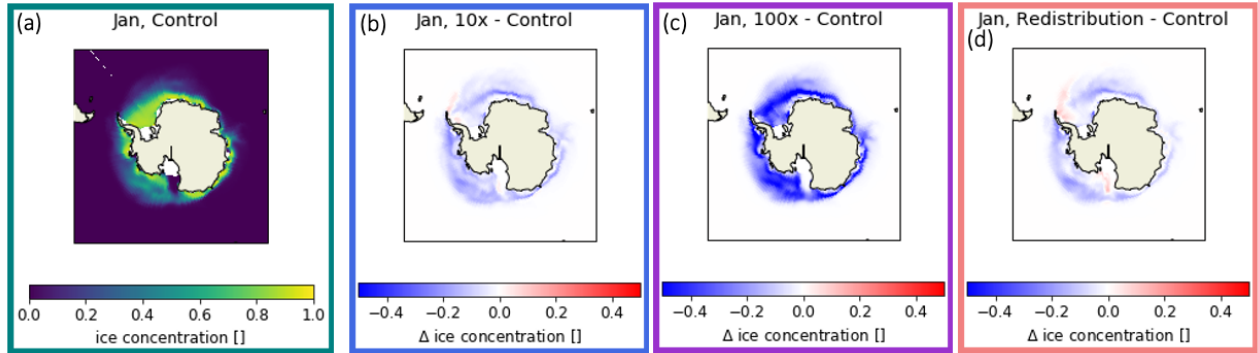 (a)
Jan, Control
0.0 0.2 0.4 0.6 0.8 1.0
ice concentration []
(b)
Jan, 10x - Control
−0.4 −0.2 0.0 0.2 0.4
Δ ice concentration []
(c)
Jan, 100x - Control
−0.4 −0.2 0.0 0.2 0.4
Δ ice concentration []
Jan, Redistribution - Control
(d)
−0.4 −0.2 0.0 0.2 0.4
Δ ice concentration []